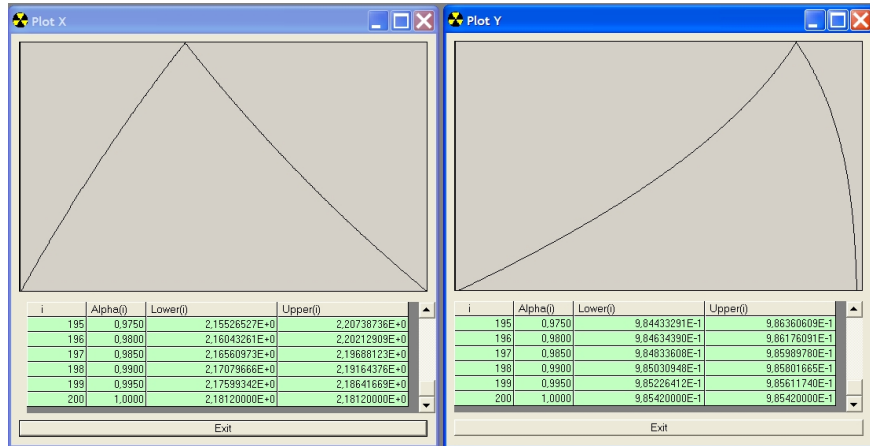 Plot X
i Alpha(i) Lower(i) Upper(i)
195 0,9750 2,15526527E+0 2,20738736E+0
196 0,9800 2,16043261E+0 2,20212909E+0
197 0,9850 2,16560973E+0 2,19688123E+0
198 0,9900 2,17079666E+0 2,19164376E+0
199 0,9950 2,17599342E+0 2,18641669E+0
200 1,0000 2,18120000E+0 2,18120000E+0
Exit
Plot Y
i Alpha(i) Lower(i) Upper(i)
195 0,9750 9,84433291E-1 9,86360609E-1
196 0,9800 9,84634390E-1 9,86176091E-1
197 0,9850 9,84833608E-1 9,85989780E-1
198 0,9900 9,85030948E-1 9,85801665E-1
199 0,9950 9,85226412E-1 9,85611740E-1
200 1,0000 9,85420000E-1 9,85420000E-1
Exit